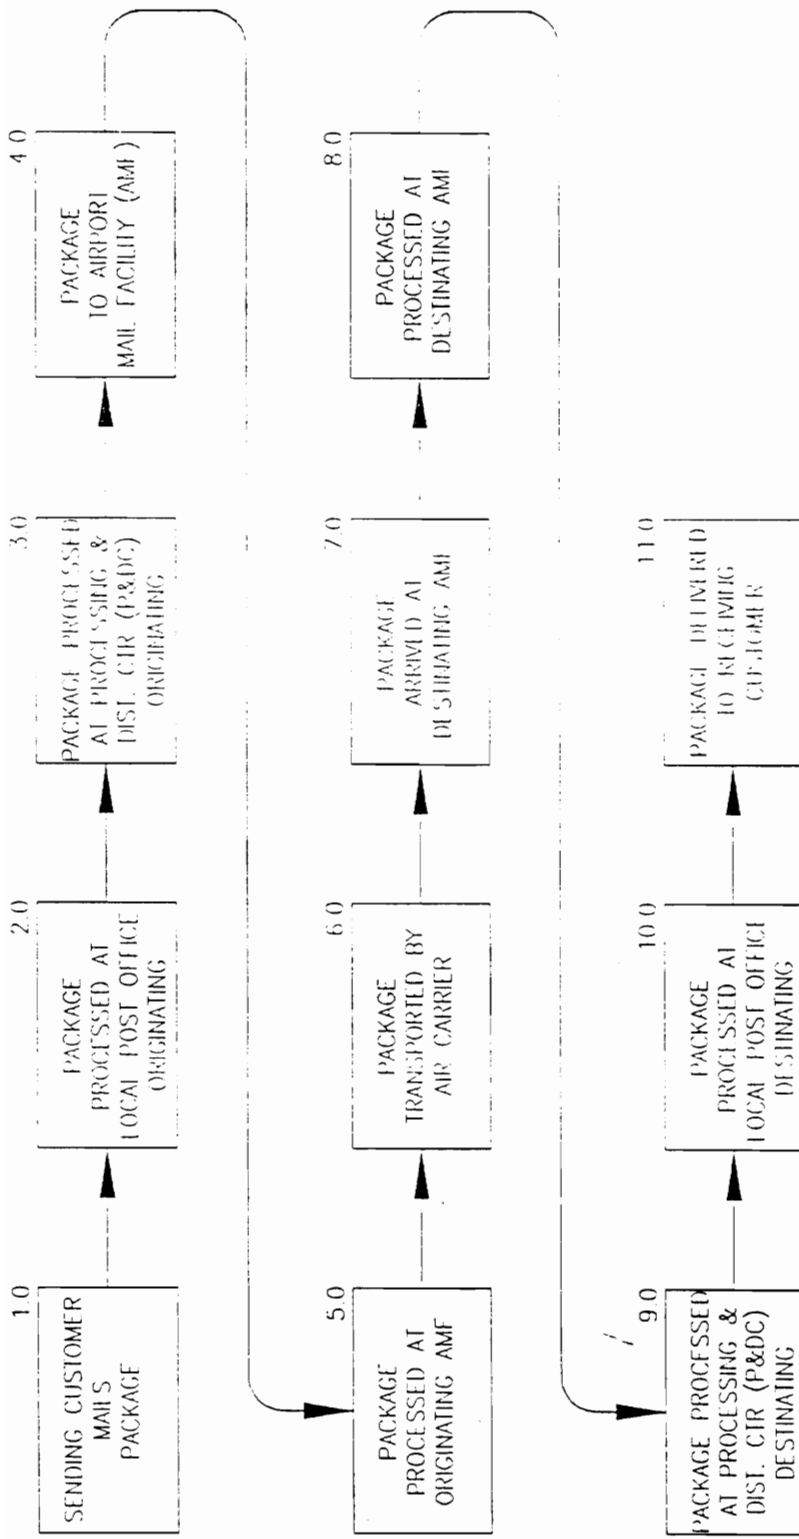 1.0
SENDING CUSTOMER
MAILS
PACKAGE
2.0
PACKAGE
PROCESSED AT
LOCAL POST OFFICE
ORIGINATING
3.0
PACKAGE PROCESSED
AT PROCESSING &
DIST. CTR (P&DC)
ORIGINATING
4.0
PACKAGE
TO AIRPORT
MAIL FACILITY (AMF)
5.0
PACKAGE
PROCESSED AT
ORIGINATING AMF
6.0
PACKAGE
TRANSPORTED BY
AIR CARRIER
7.0
PACKAGE
ARRIVED AT
DESTINATING AMF
8.0
PACKAGE
PROCESSED AT
DESTINATING AMF
9.0
PACKAGE PROCESSED
AT PROCESSING &
DIST. CTR (P&DC)
DESTINATING
10.0
PACKAGE
PROCESSED AT
LOCAL POST OFFICE
DESTINATING
11.0
PACKAGE DELIVERED
TO RECEIVING
CUSTOMER